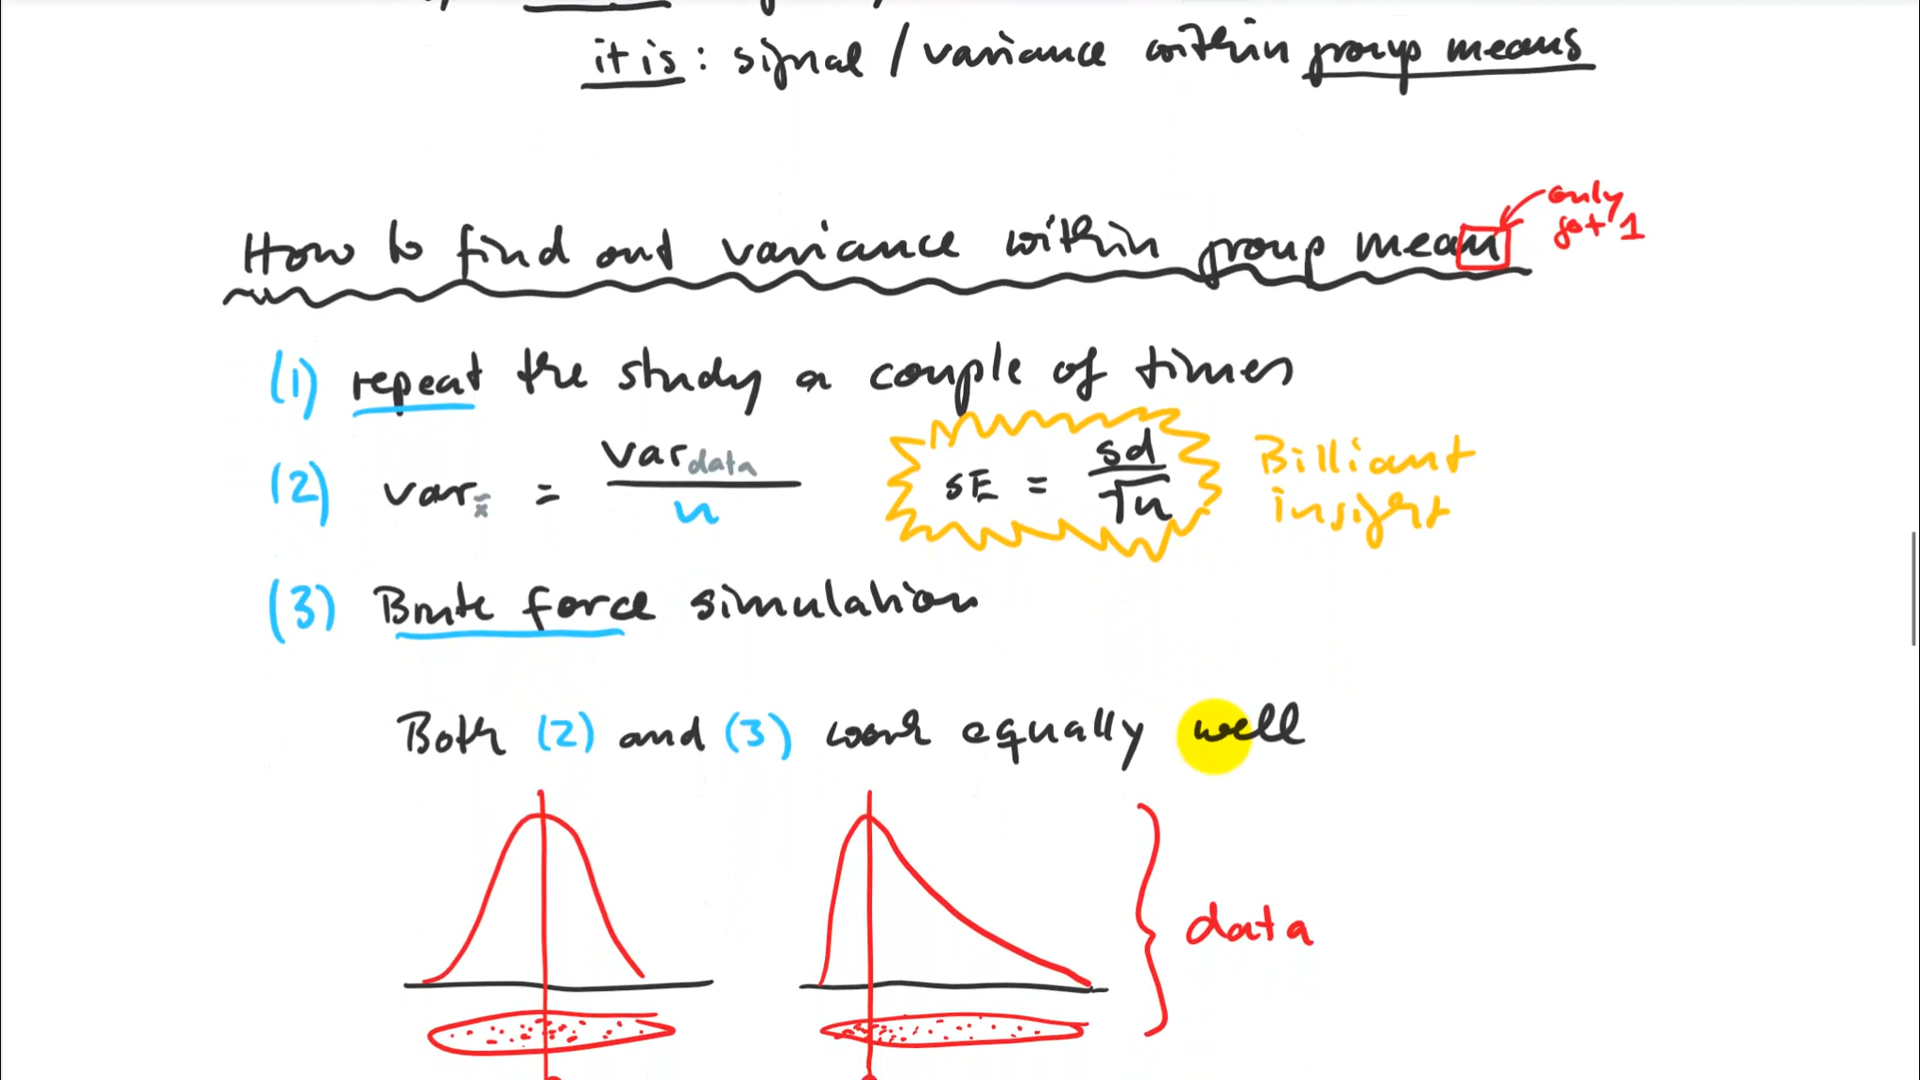 it is : signal / variance within group means
only
got 1
How to find out variance within group mean
(1) repeat the study a couple of times
(2) var x̄ = var data / n    SE = sd / √n    Billiant
insight
(3) Brute force simulation
Both (2) and (3) work equally well
data